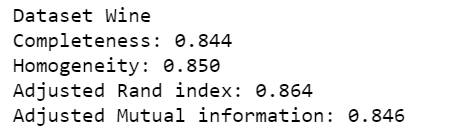 Dataset Wine
Completeness: 0.844
Homogeneity: 0.850
Adjusted Rand index: 0.864
Adjusted Mutual information: 0.846